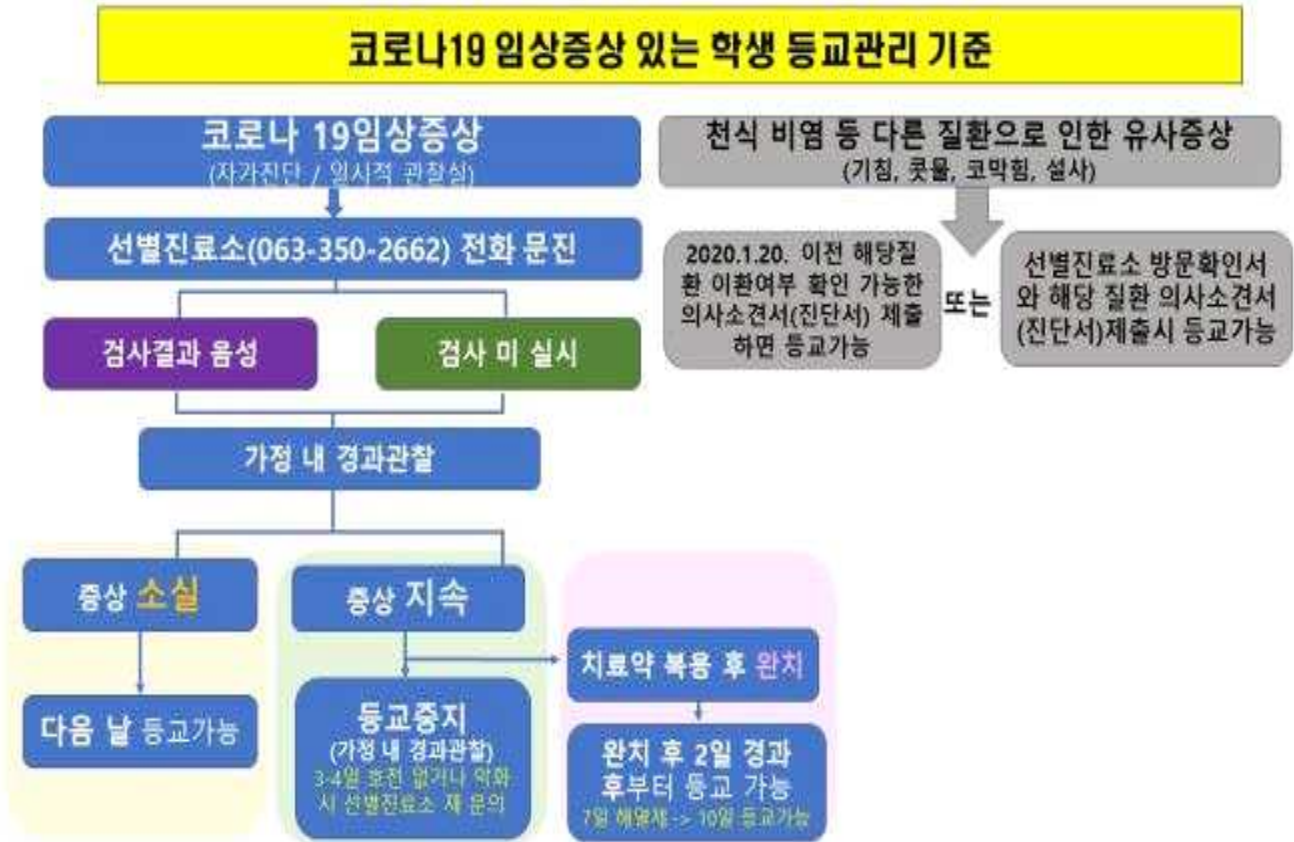 코로나19 임상증상 있는 학생 등교관리 기준
코로나 19임상증상
(자가진단 / 일시적 관찰실)
선별진료소(063-350-2662) 전화 문진
검사결과 음성
검사 미 실시
가정 내 경과관찰
증상 소실
다음 날 등교가능
증상 지속
등교중지
(가정 내 경과관찰)
3-4일 호전 없거나 악화
시 선별진료소 재 문의
치료약 복용 후 완치
완치 후 2일 경과
후부터 등교 가능
7일 해열제 -> 10일 등교가능
천식 비염 등 다른 질환으로 인한 유사증상
(기침, 콧물, 코막힘, 설사)
2020.1.20. 이전 해당질
환 이환여부 확인 가능한
의사소견서(진단서) 제출
하면 등교가능
또는
선별진료소 방문확인서
와 해당 질환 의사소견서
(진단서)제출시 등교가능